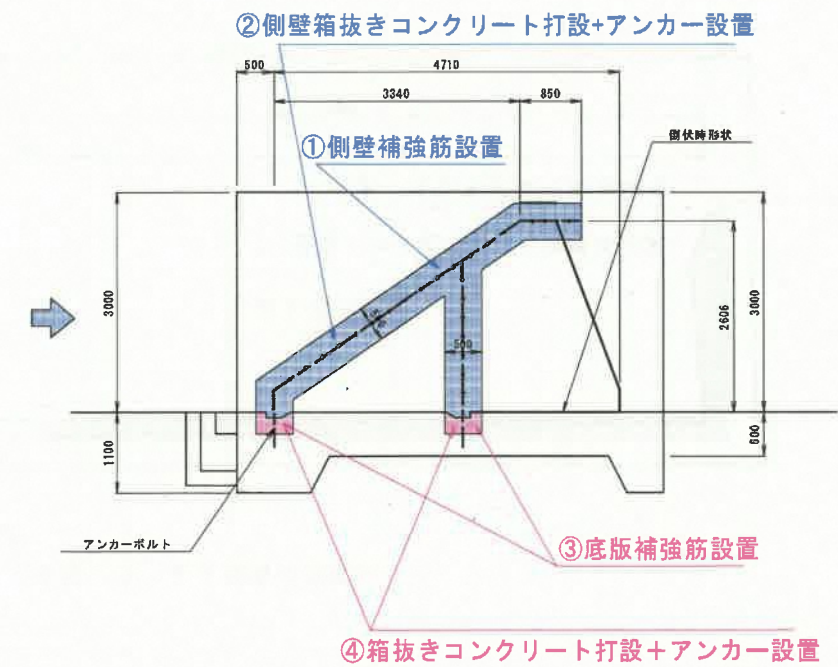 ②側壁箱抜きコンクリート打設+アンカー設置
500
4710
3340
850
倒伏時形状
①側壁補強筋設置
3000
500
2606
3000
1100
600
アンカーボルト
③底版補強筋設置
④箱抜きコンクリート打設＋アンカー設置